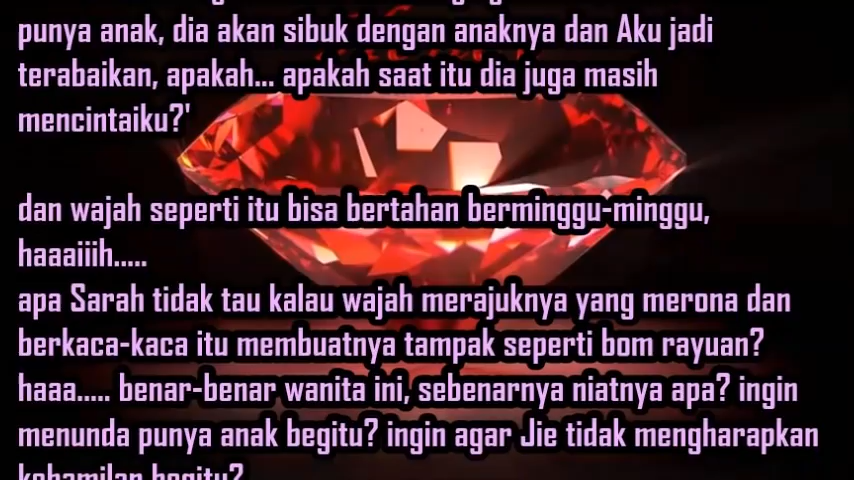 punya anak, dia akan sibuk dengan anaknya dan Aku jadi
terabaikan, apakah... apakah saat itu dia juga masih
mencintaiku?'
dan wajah seperti itu bisa bertahan berminggu-minggu,
haaaiiih.....
apa Sarah tidak tau kalau wajah merajuknya yang merona dan
berkaca-kaca itu membuatnya tampak seperti bom rayuan?
haaa..... benar-benar wanita ini, sebenarnya niatnya apa? ingin
menunda punya anak begitu? ingin agar Jie tidak mengharapkan
kehamilan begitu?